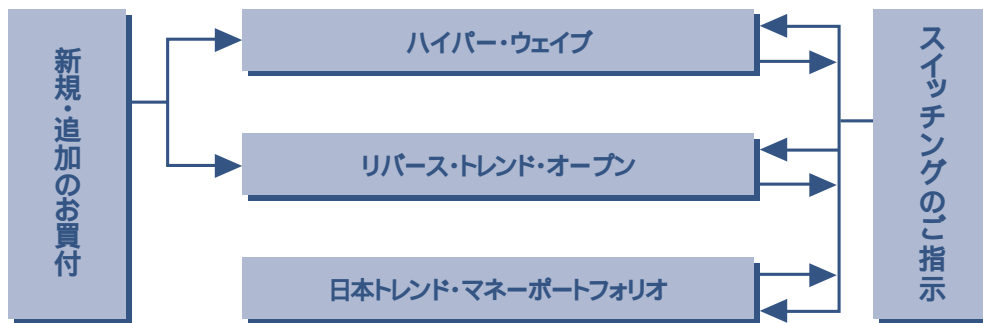 新規・追加のお買付
ハイパー・ウェイブ
リバース・トレンド・オープン
日本トレンド・マネーポートフォリオ
スイッチングのご指示